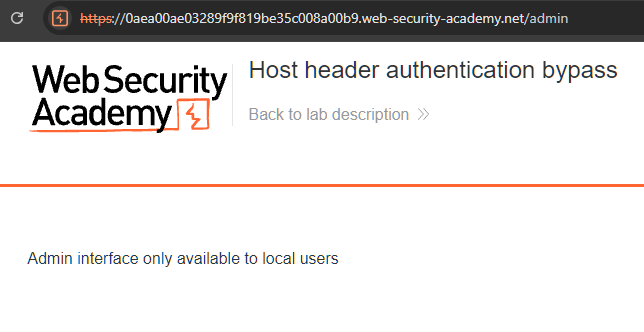 https://0aea00ae03289f9f819be35c008a00b9.web-security-academy.net/admin
Web Security
Academy
Host header authentication bypass
Back to lab description
Admin interface only available to local users